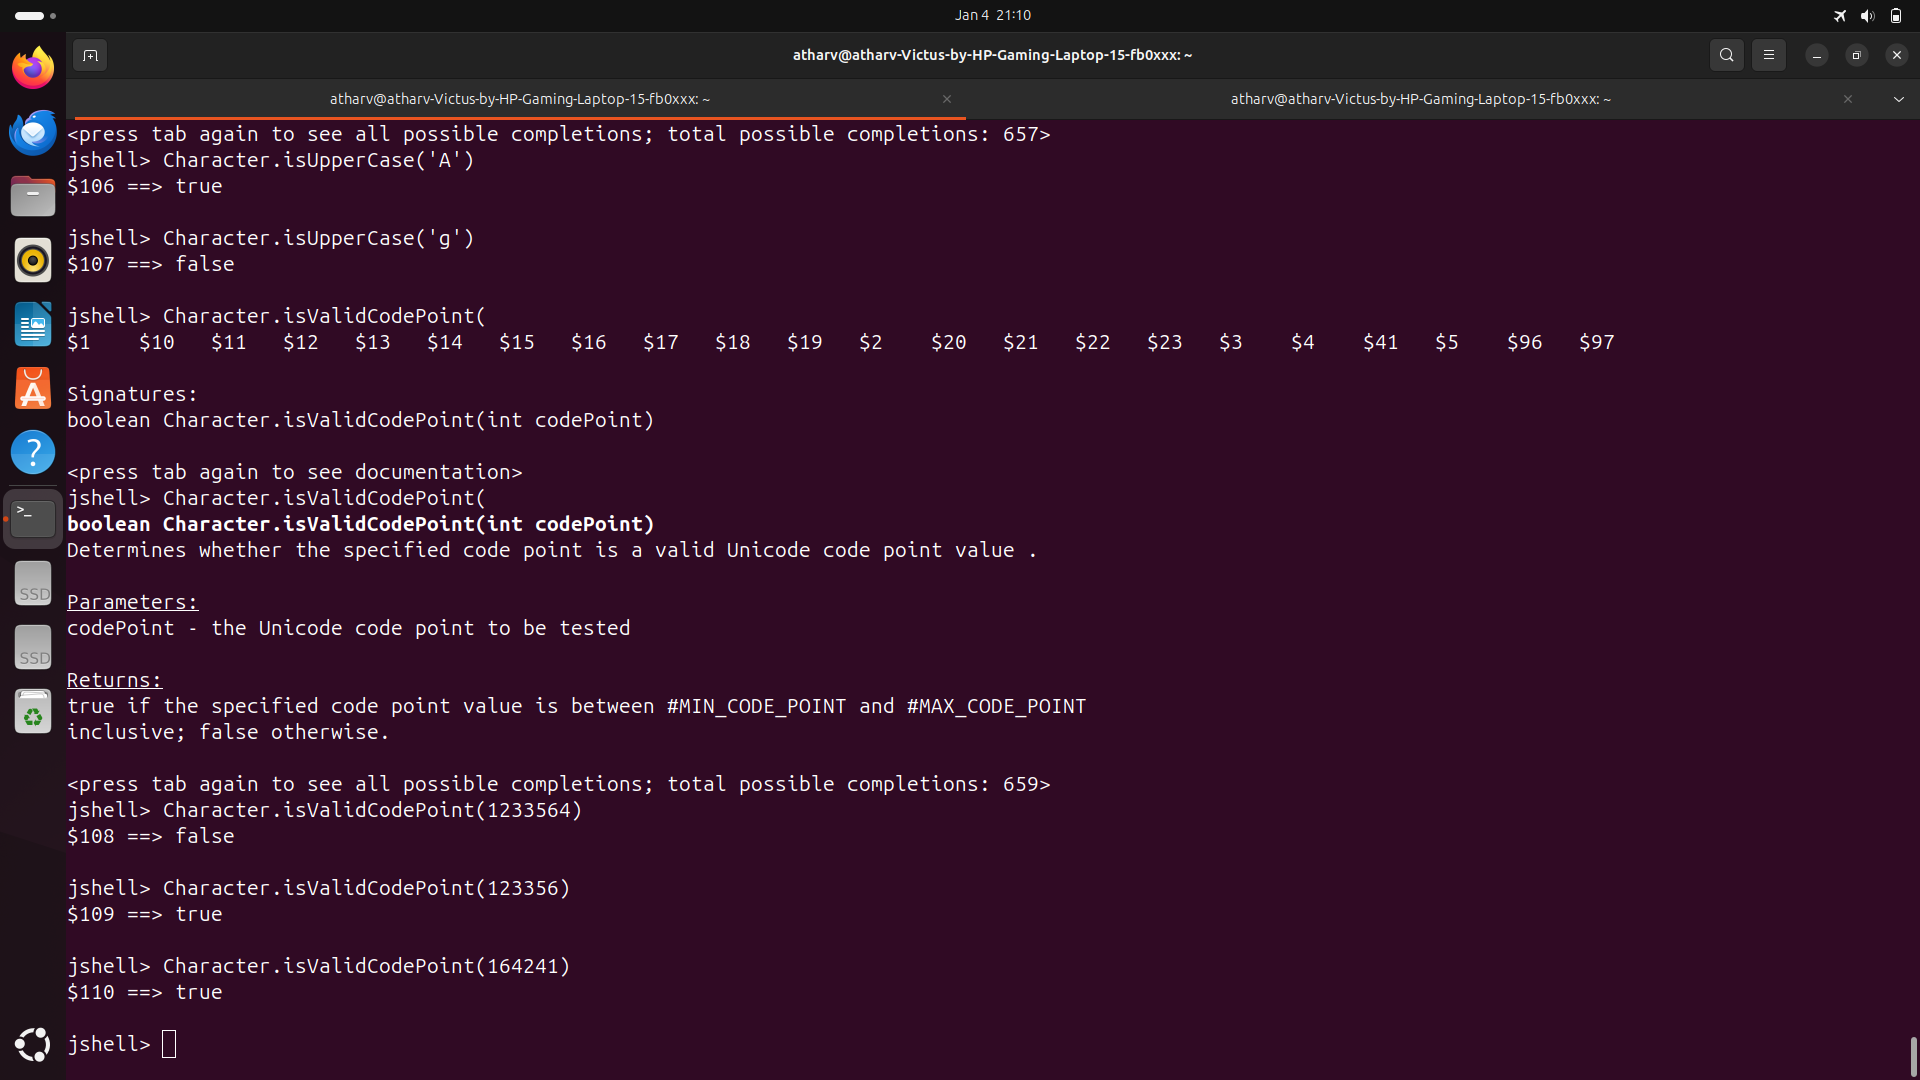 Jan 4 21:10
atharv@atharv-Victus-by-HP-Gaming-Laptop-15-fb0xxx: ~
atharv@atharv-Victus-by-HP-Gaming-Laptop-15-fb0xxx: ~
atharv@atharv-Victus-by-HP-Gaming-Laptop-15-fb0xxx: ~
<press tab again to see all possible completions; total possible completions: 657>
jshell> Character.isUpperCase('A')
$106 ==> true
jshell> Character.isUpperCase('g')
$107 ==> false
jshell> Character.isValidCodePoint(
$1 $10 $11 $12 $13 $14 $15 $16 $17 $18 $19 $2 $20 $21 $22 $23 $3 $4 $41 $5 $96 $97
Signatures:
boolean Character.isValidCodePoint(int codePoint)
<press tab again to see documentation>
jshell> Character.isValidCodePoint(
boolean Character.isValidCodePoint(int codePoint)
Determines whether the specified code point is a valid Unicode code point value .
Parameters:
codePoint - the Unicode code point to be tested
Returns:
true if the specified code point value is between #MIN_CODE_POINT and #MAX_CODE_POINT
inclusive; false otherwise.
<press tab again to see all possible completions; total possible completions: 659>
jshell> Character.isValidCodePoint(1233564)
$108 ==> false
jshell> Character.isValidCodePoint(123356)
$109 ==> true
jshell> Character.isValidCodePoint(164241)
$110 ==> true
jshell>
>_
SSD
SSD